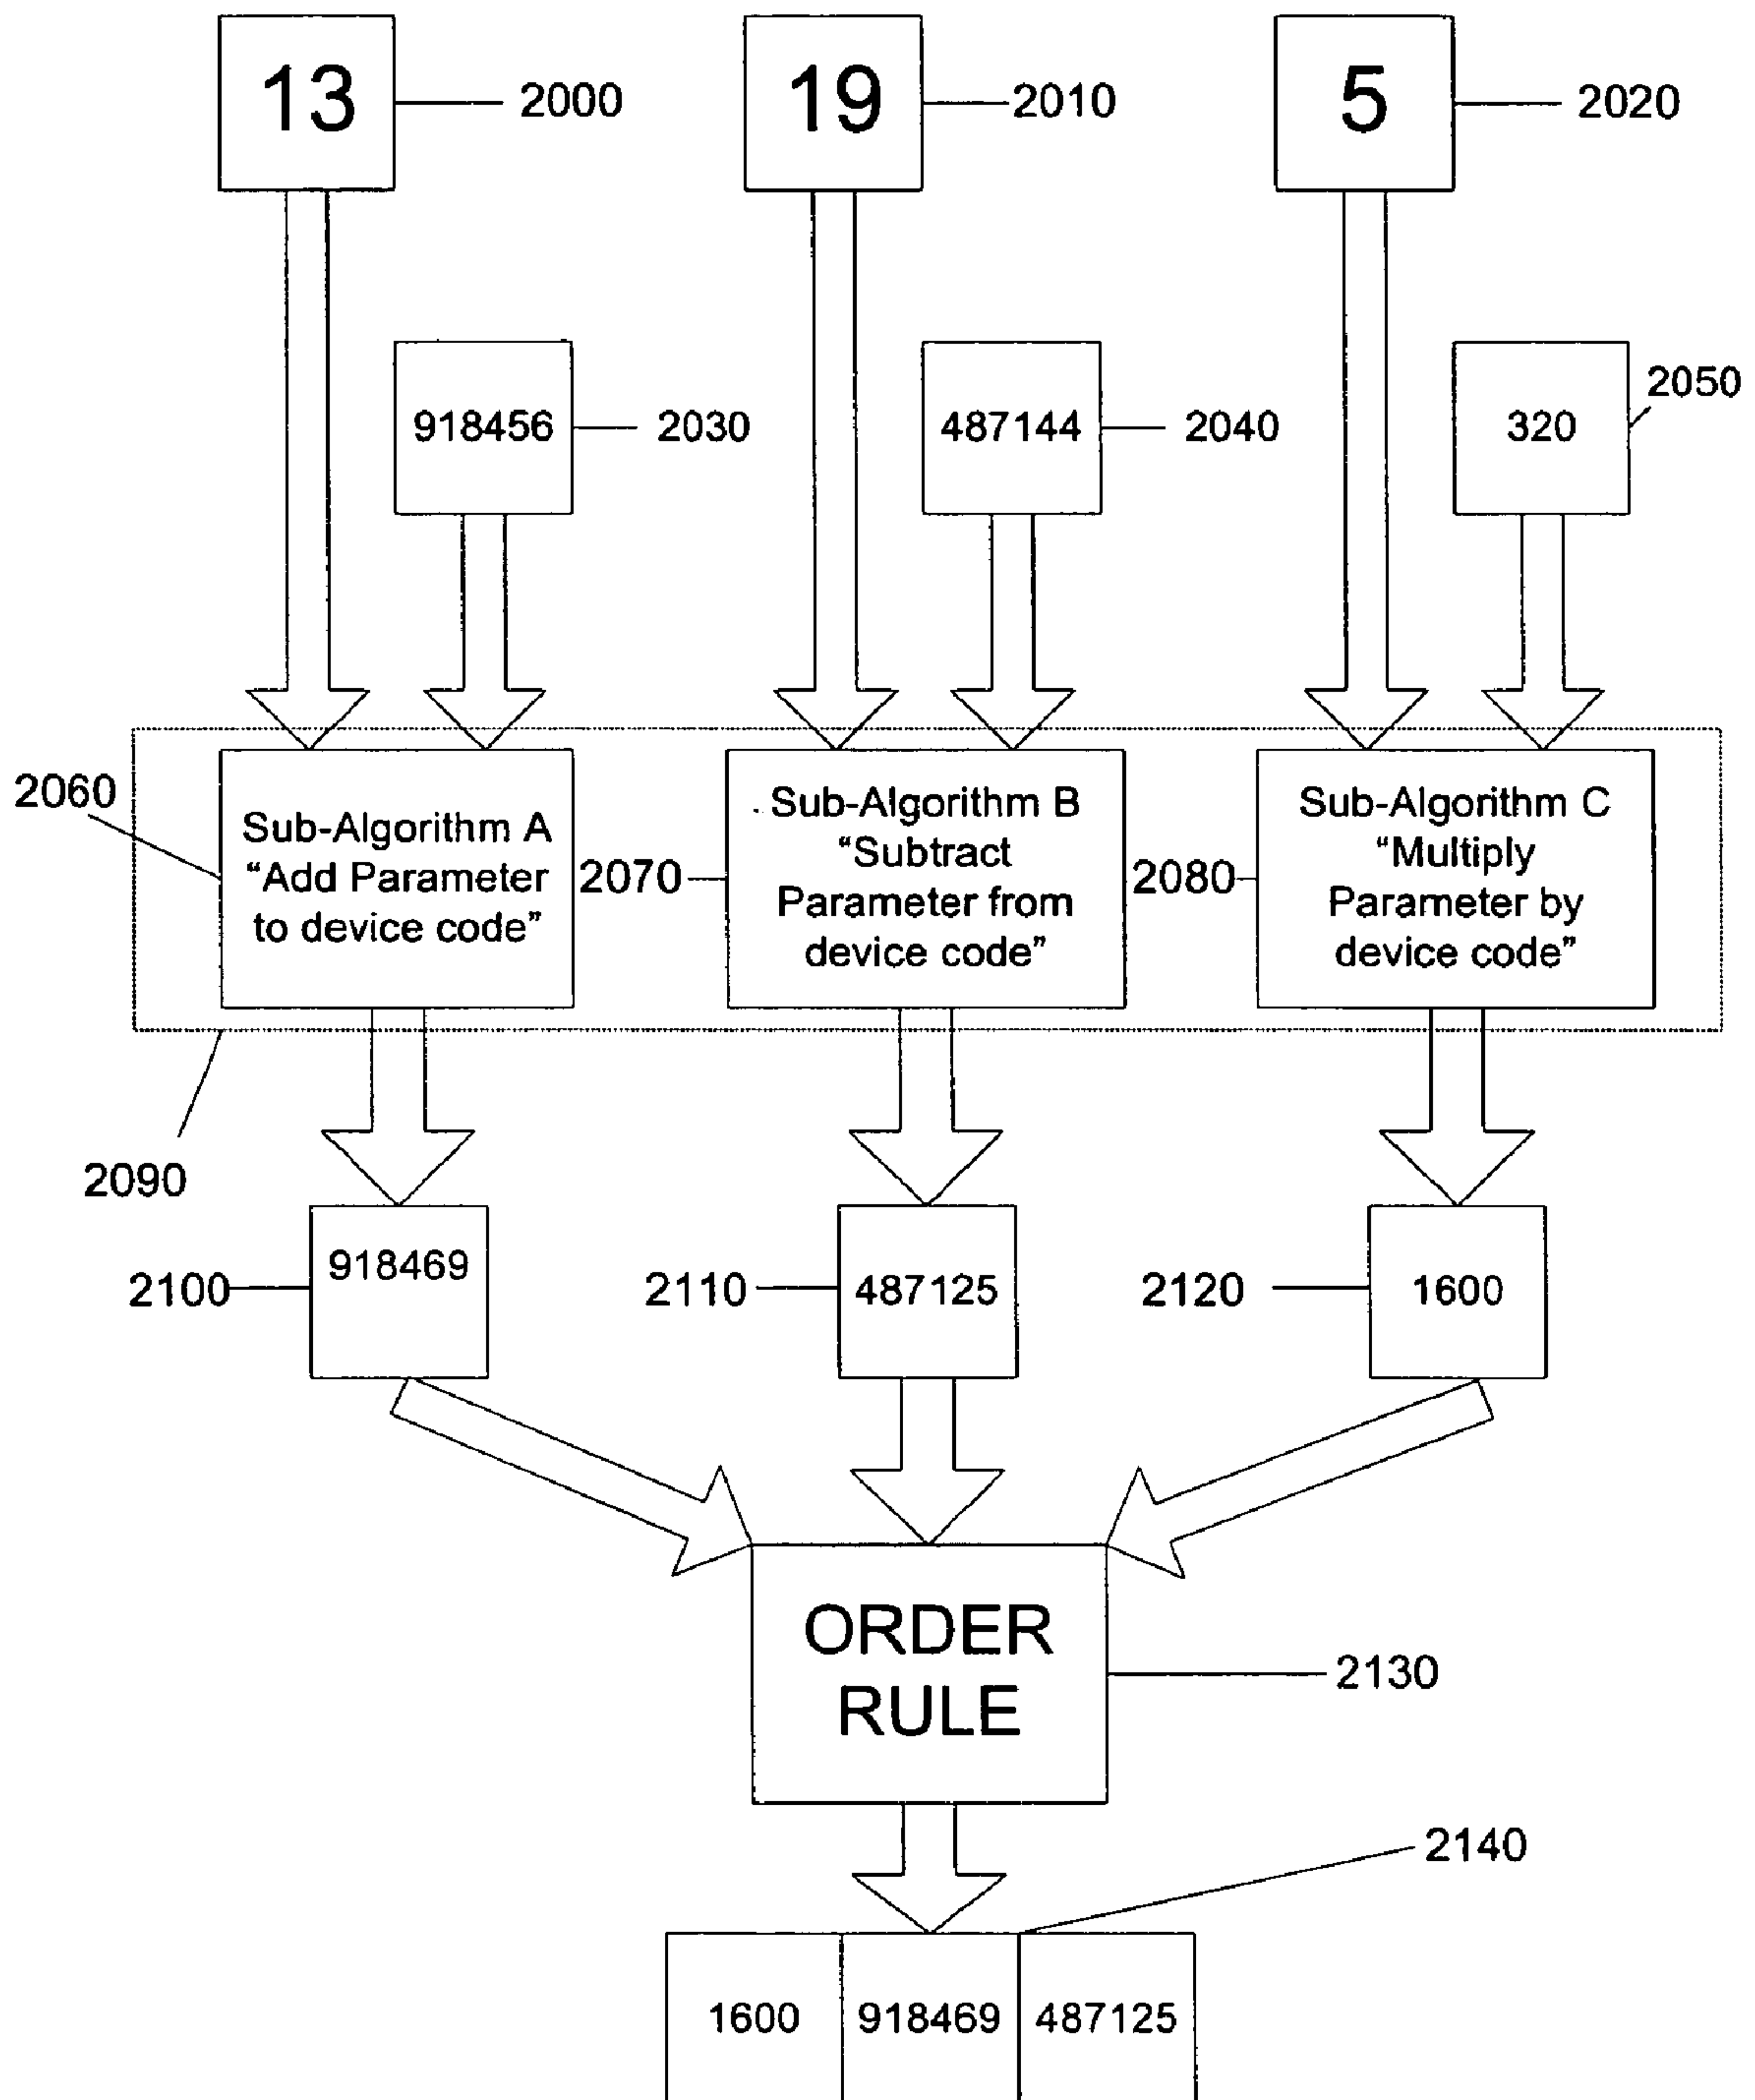 13
2000
19
2010
5
2020
918456
2030
487144
2040
320
2050
2060
Sub-Algorithm A
“Add Parameter
to device code”
2070
Sub-Algorithm B
“Subtract
Parameter from
device code”
2080
Sub-Algorithm C
“Multiply
Parameter by
device code”
2090
2100
918469
2110
487125
2120
1600
ORDER
RULE
2130
2140
1600
918469
487125